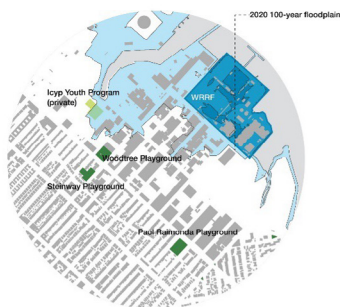 2020 100-year floodplain
Icyp Youth Program
(private)
WRRF
Woodtree Playground
Steinway Playground
Paul Raimonda Playground